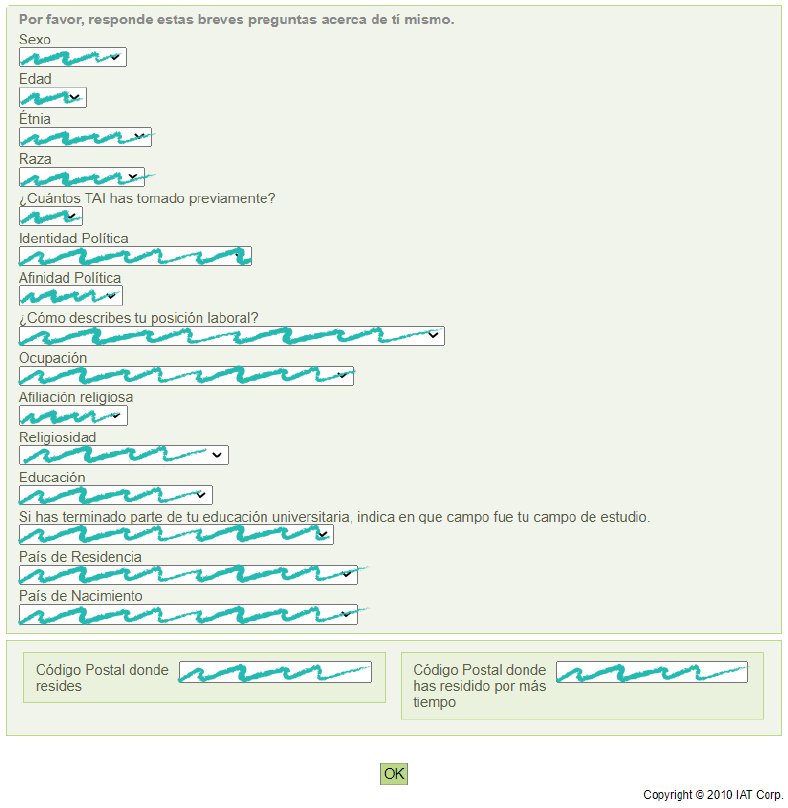 Por favor, responde estas breves preguntas acerca de tí mismo.
Sexo
Edad
Étnia
Raza
¿Cuántos TAI has tomado previamente?
Identidad Política
Afinidad Política
¿Cómo describes tu posición laboral?
Ocupación
Afiliación religiosa
Religiosidad
Educación
Si has terminado parte de tu educación universitaria, indica en que campo fue tu campo de estudio.
País de Residencia
País de Nacimiento
Código Postal donde
resides
Código Postal donde
has residido por más
tiempo
OK
Copyright © 2010 IAT Corp.